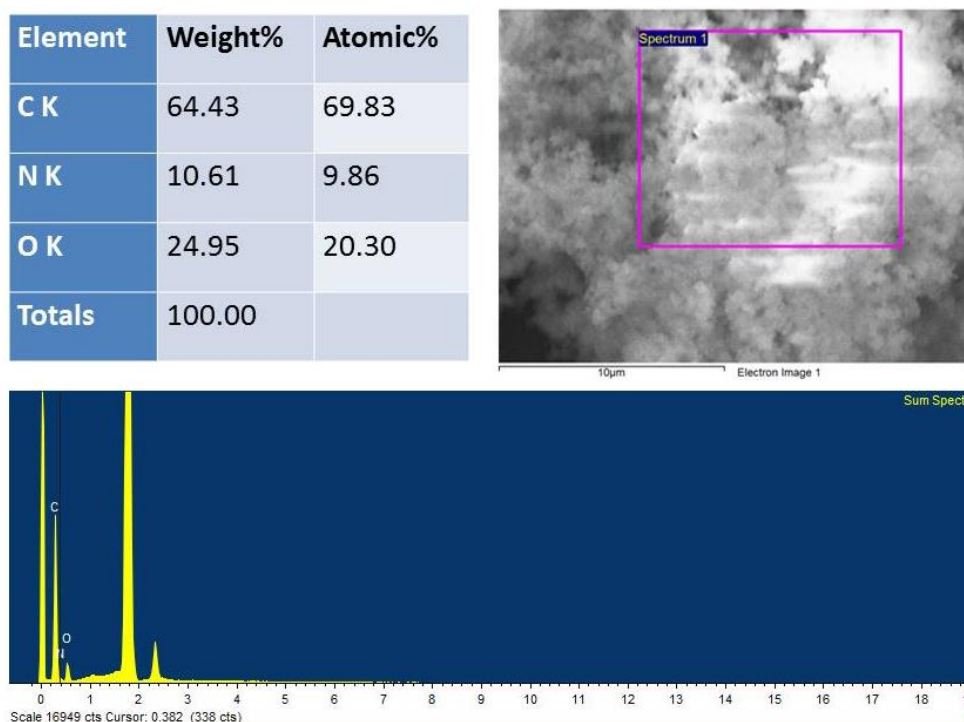 Element Weight% Atomic%
C K 64.43 69.83
N K 10.61 9.86
O K 24.95 20.30
Totals 100.00
Spectrum 1
10µm Electron Image 1
Sum Spect
C
O
N
0 1 2 3 4 5 6 7 8 9 10 11 12 13 14 15 16 17 18
Scale 16949 cts Cursor: 0.382 (338 cts)